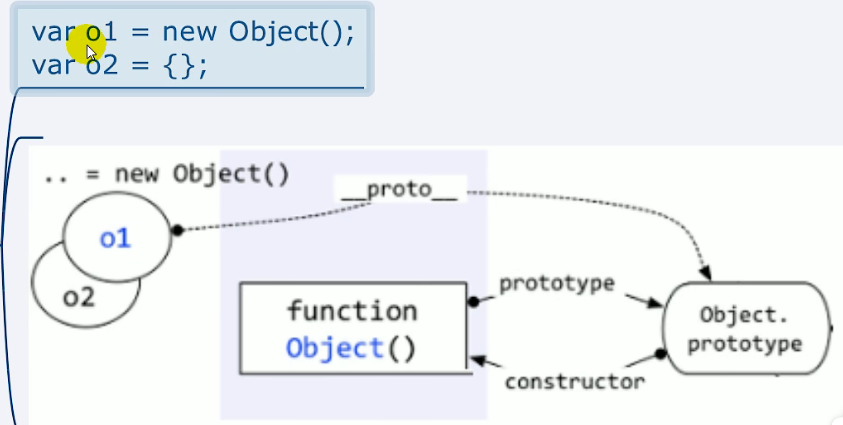 var o1 = new Object();
var o2 = {};
.. = new Object()
__proto__
o1
o2
prototype
function
Object()
Object.
prototype
constructor